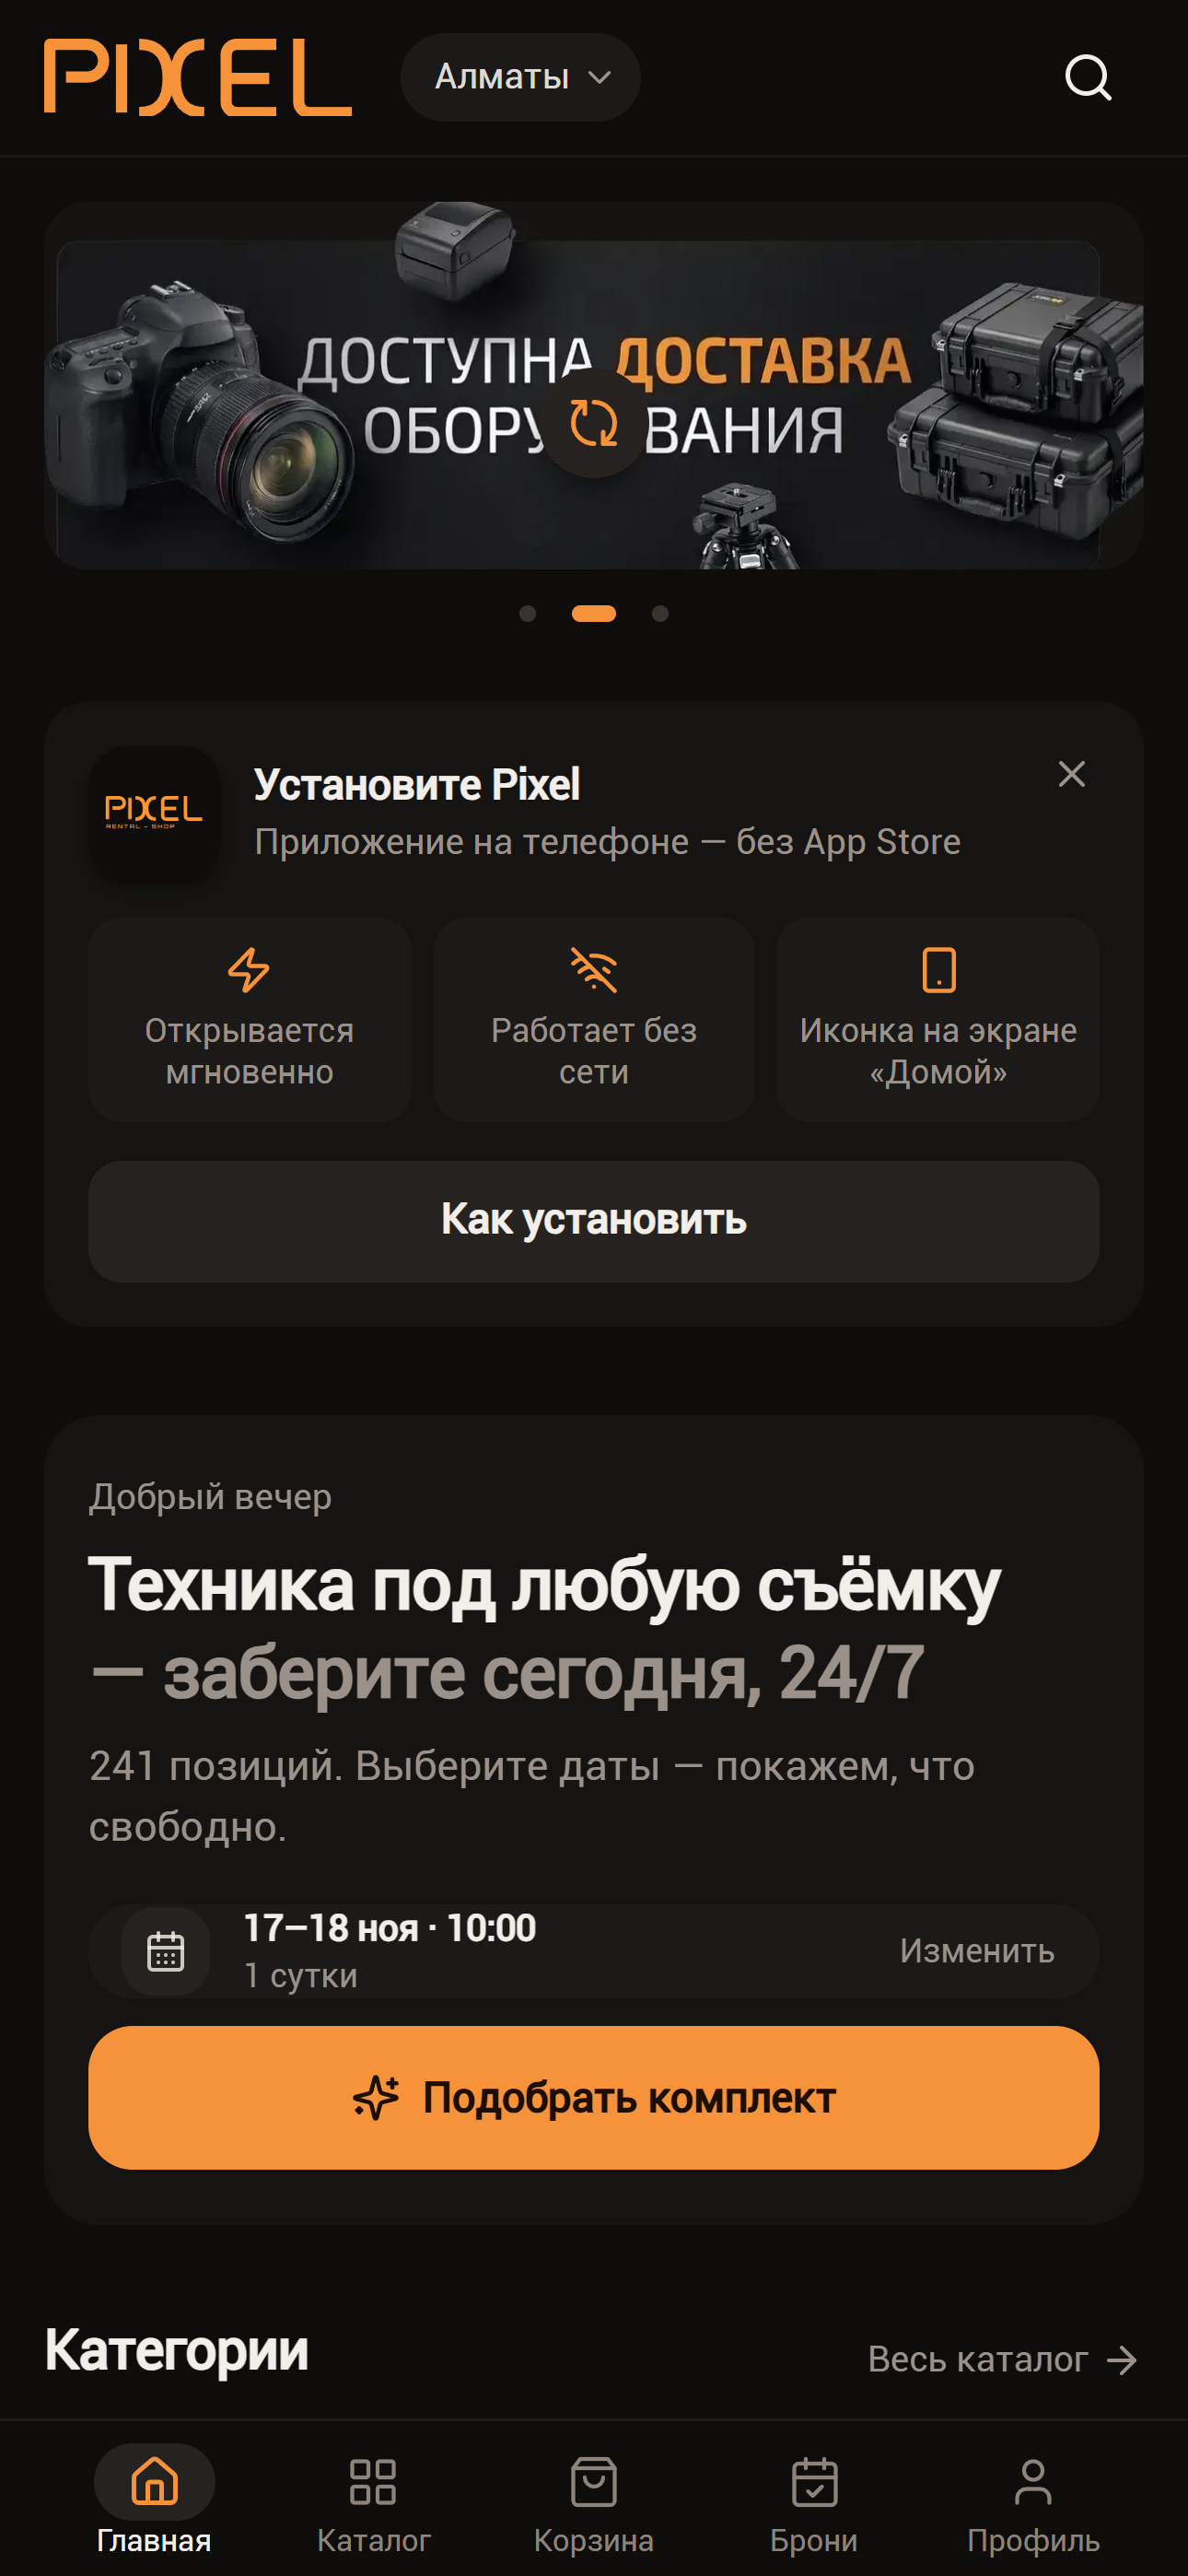 PIXEL
Алматы
ДОСТУПНА ДОСТАВКА
ОБОРУ ВАНИЯ
PIXEL
RENTAL - SHOP
Установите Pixel
Приложение на телефоне — без App Store
Открывается
мгновенно
Работает без
сети
Иконка на экране
«Домой»
Как установить
Добрый вечер
Техника под любую съёмку
— заберите сегодня, 24/7
241 позиций. Выберите даты — покажем, что
свободно.
17–18 ноя · 10:00
1 сутки
Изменить
Подобрать комплект
Категории
Весь каталог
Главная
Каталог
Корзина
Брони
Профиль